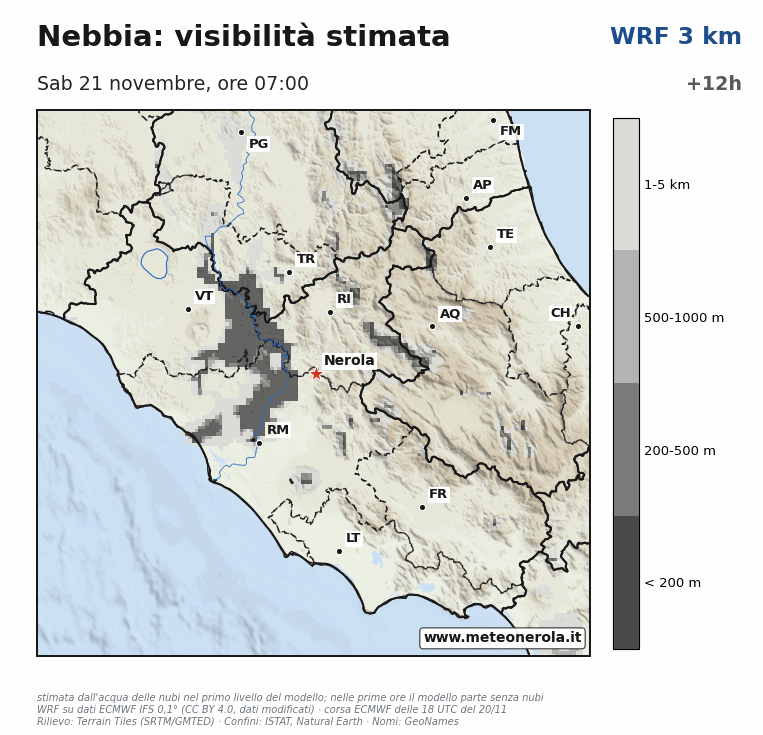 Nebbia: visibilità stimata
WRF 3 km
Sab 21 novembre, ore 07:00
+12h
FM
PG
AP
TE
TR
VT
RI
AQ
CH
Nerola
RM
FR
LT
www.meteonerola.it
1-5 km
500-1000 m
200-500 m
< 200 m
stimata dall'acqua delle nubi nel primo livello del modello; nelle prime ore il modello parte senza nubi
WRF su dati ECMWF IFS 0,1° (CC BY 4.0, dati modificati) · corsa ECMWF delle 18 UTC del 20/11
Rilievo: Terrain Tiles (SRTM/GMTED) · Confini: ISTAT, Natural Earth · Nomi: GeoNames